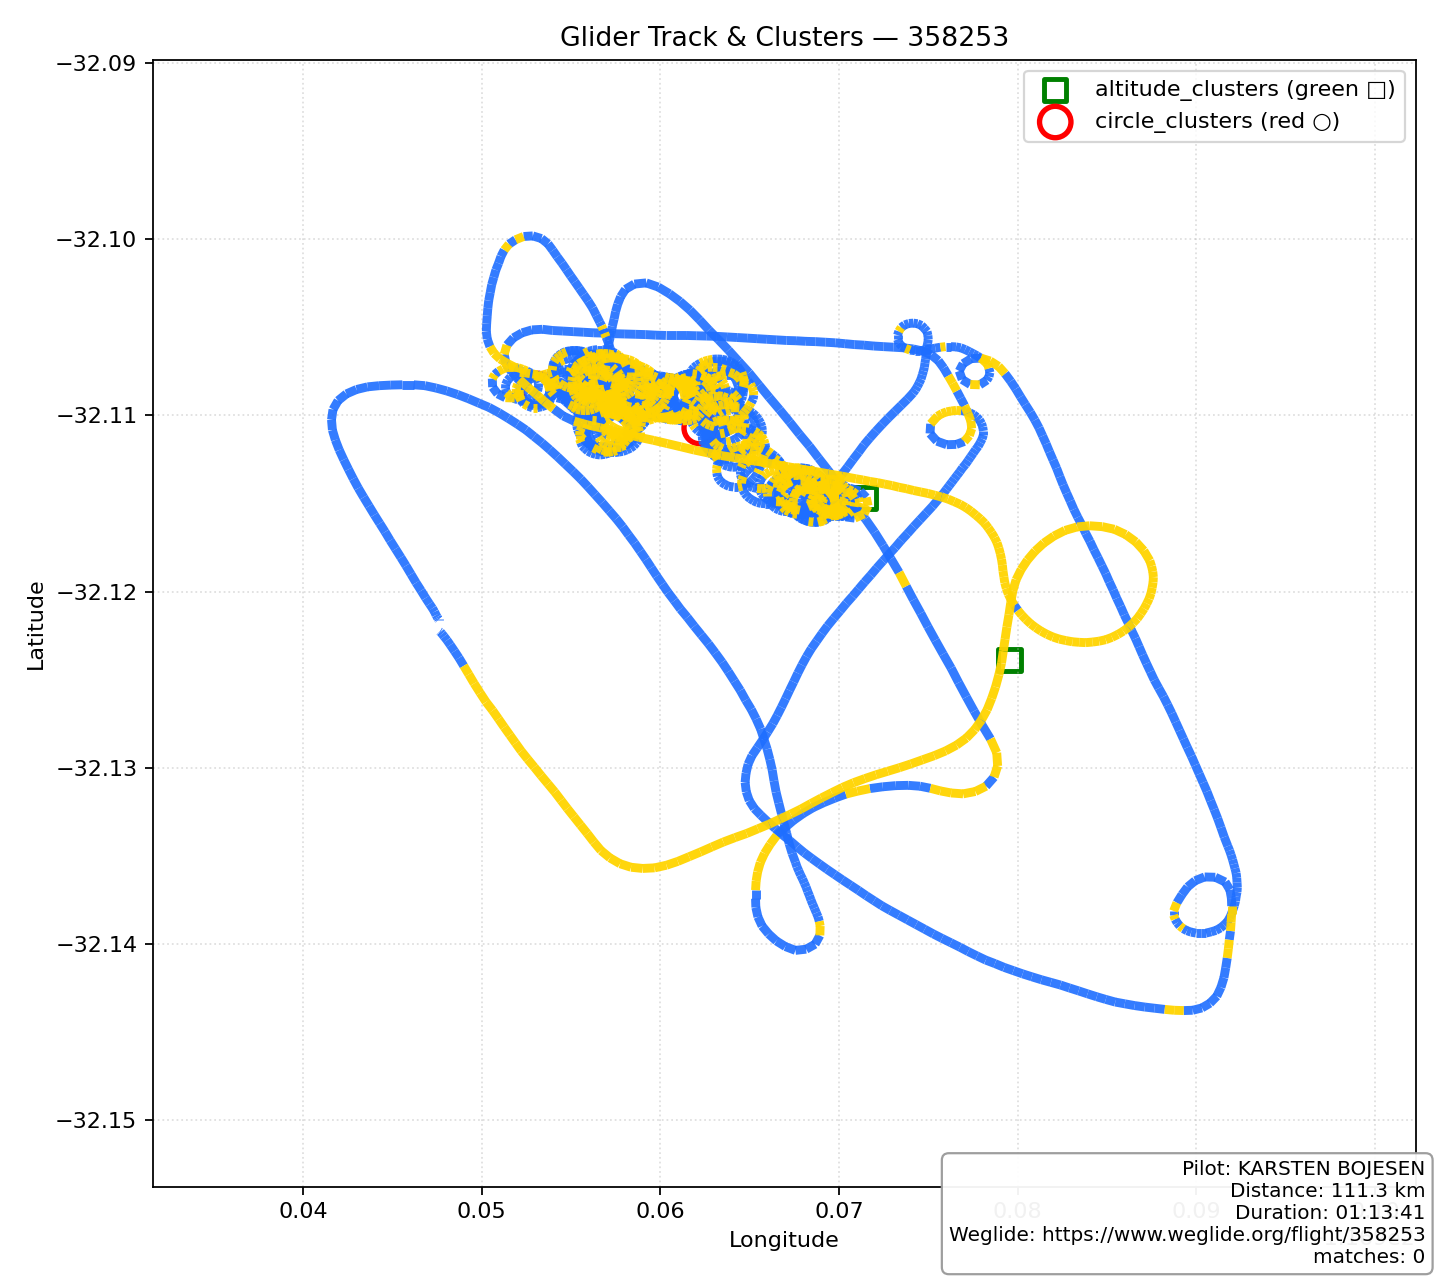 Glider Track & Clusters — 358253
altitude_clusters (green □)
circle_clusters (red ○)
−32.09
−32.10
−32.11
−32.12
−32.13
−32.14
−32.15
Latitude
0.04 0.05 0.06 0.07 0.08 0.09
Longitude
Pilot: KARSTEN BOJESEN
Distance: 111.3 km
Duration: 01:13:41
Weglide: https://www.weglide.org/flight/358253
matches: 0